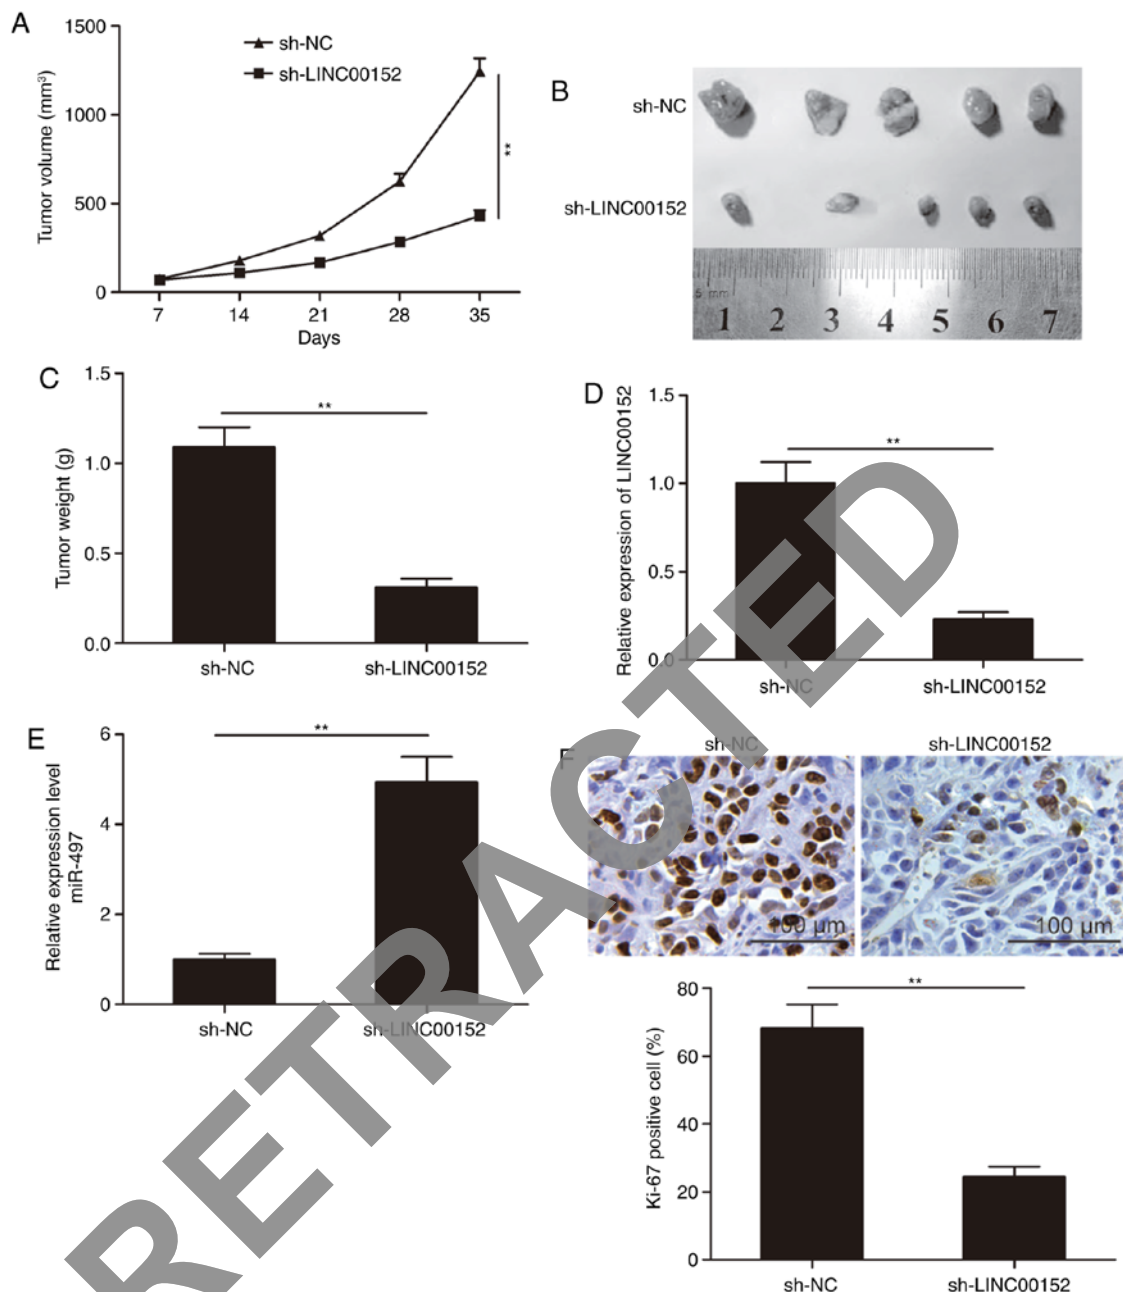 A
1500
1000
500
0
Tumor volume (mm³)
sh-NC
sh-LINC00152
**
7 14 21 28 35
Days
B
sh-NC
sh-LINC00152
5 mm
1 2 3 4 5 6 7
C
1.5
1.0
0.5
0.0
Tumor weight (g)
**
sh-NC sh-LINC00152
D
1.5
1.0
0.5
0.0
Relative expression of LINC00152
**
sh-NC sh-LINC00152
E
6
4
2
0
Relative expression level
miR-497
**
sh-NC sh-LINC00152
F
sh-NC sh-LINC00152
100 µm 100 µm
80
60
40
20
0
Ki-67 positive cell (%)
**
sh-NC sh-LINC00152
RETRACTED